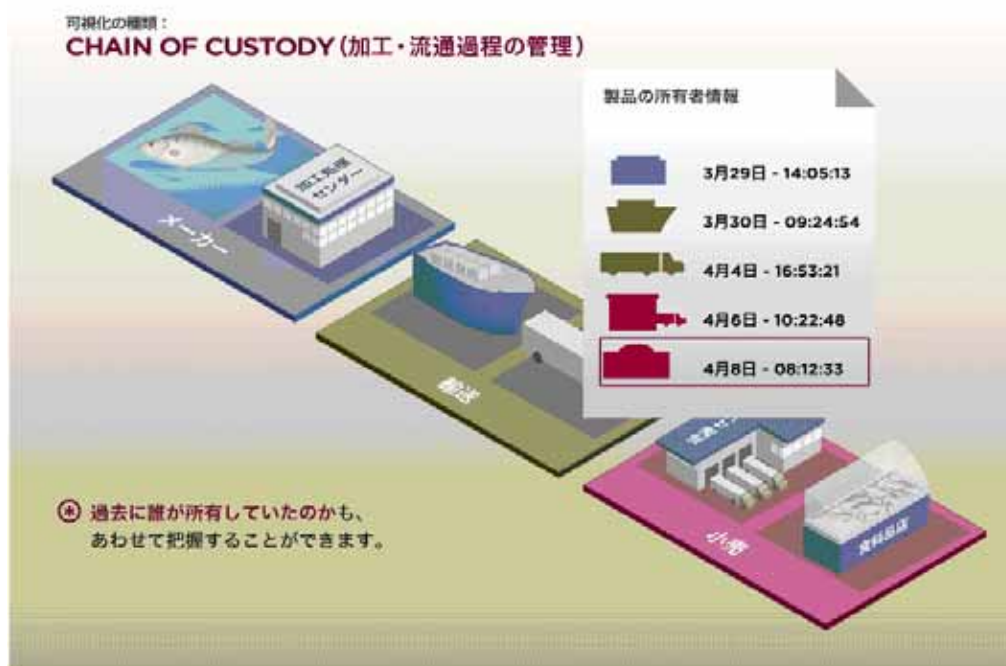 可視化の種類：
CHAIN OF CUSTODY（加工・流通過程の管理）
製品の所有者情報
3月29日 - 14:05:13
3月30日 - 09:24:54
4月4日 - 16:53:21
4月6日 - 10:22:48
4月8日 - 08:12:33
加工処理
センター
メーカー
輸送
流通セン
小売
食料品店
過去に誰が所有していたのかも、
あわせて把握することができます。